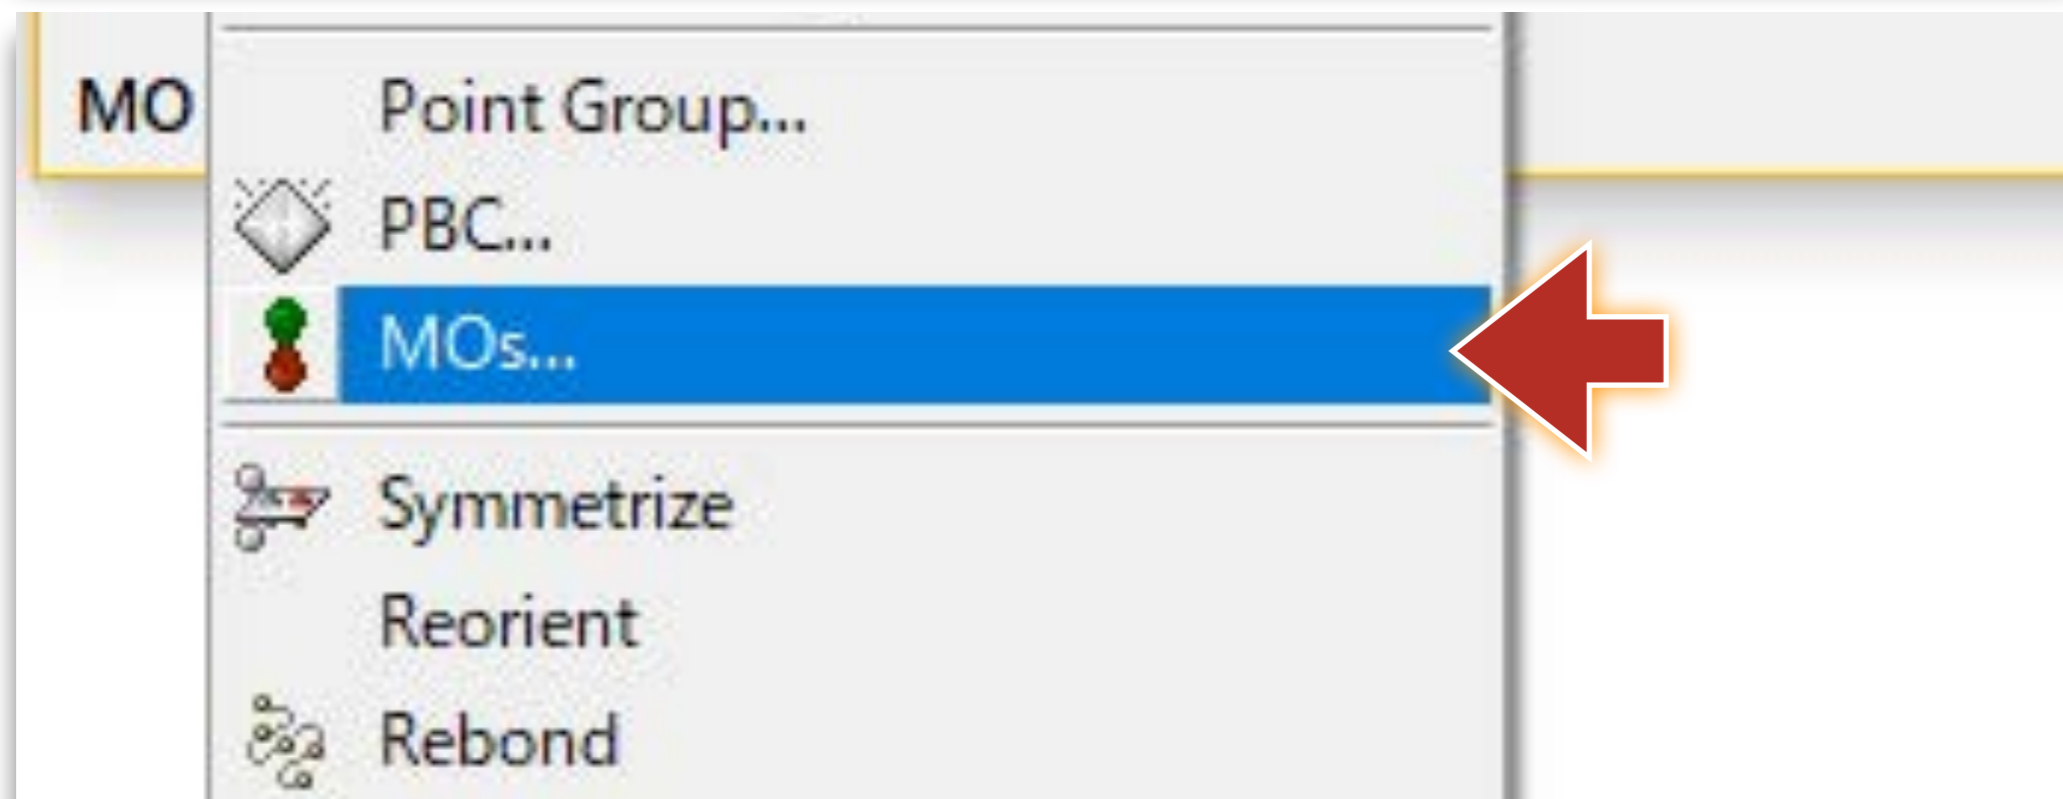 MO
Point Group...
PBC...
MOs...
Symmetrize
Reorient
Rebond